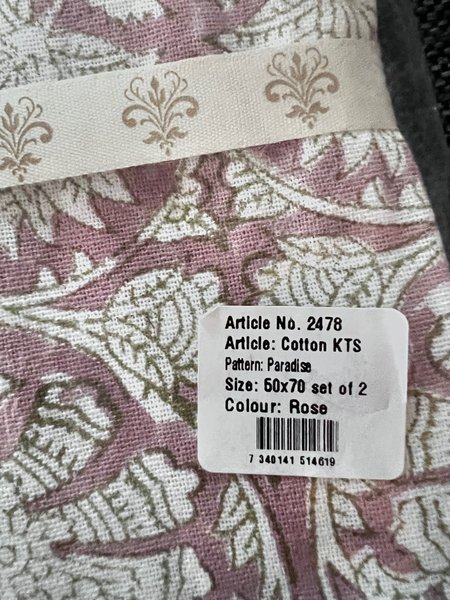 Article No. 2478
Article: Cotton KTS
Pattern: Paradise
Size: 50x70 set of 2
Colour: Rose
7 340141 514619